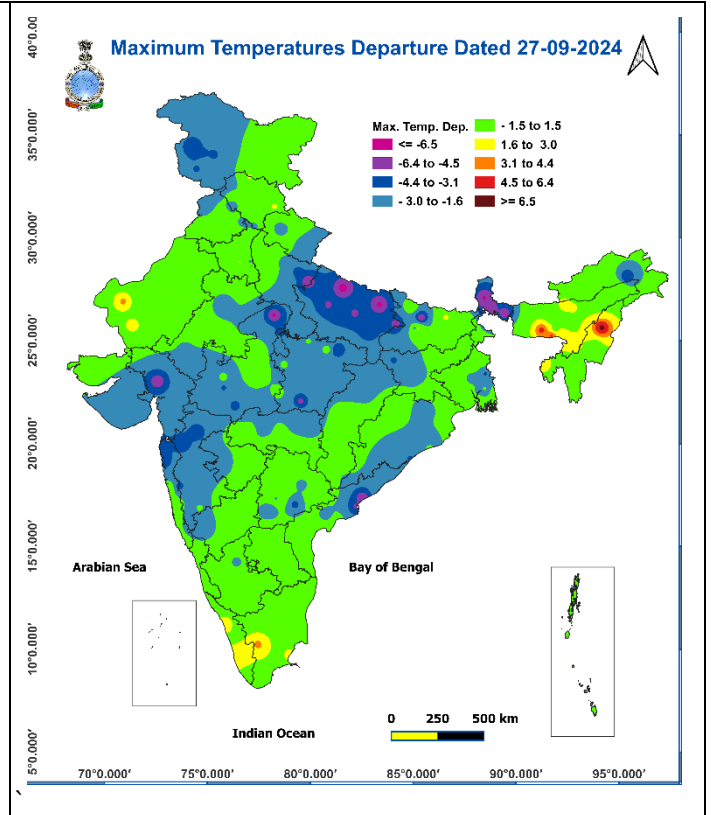 Maximum Temperatures Departure Dated 27-09-2024
Max. Temp. Dep.
<= -6.5
-6.4 to -4.5
-4.4 to -3.1
- 3.0 to -1.6
- 1.5 to 1.5
1.6 to 3.0
3.1 to 4.4
4.5 to 6.4
>= 6.5
40°0.00
35°0.000'
30°0.000'
25°0.000'
20°0.000'
15°0.000'
10°0.000'
5°0.000'
Arabian Sea
Bay of Bengal
Indian Ocean
0 250 500 km
70°0.000' 75°0.000' 80°0.000' 85°0.000' 90°0.000' 95°0.000'
`